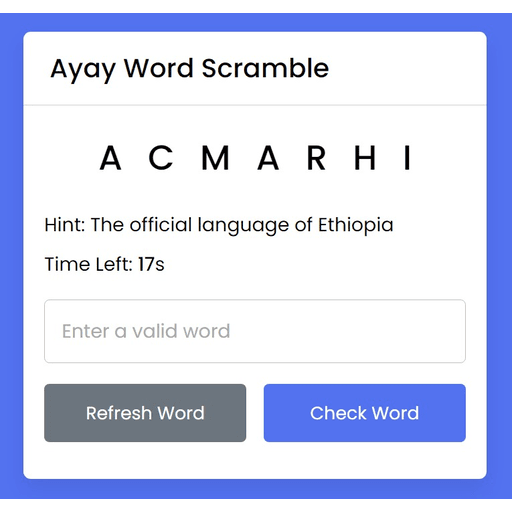 Ayay Word Scramble
A C M A R H I
Hint: The official language of Ethiopia
Time Left: 17s
Enter a valid word
Refresh Word
Check Word